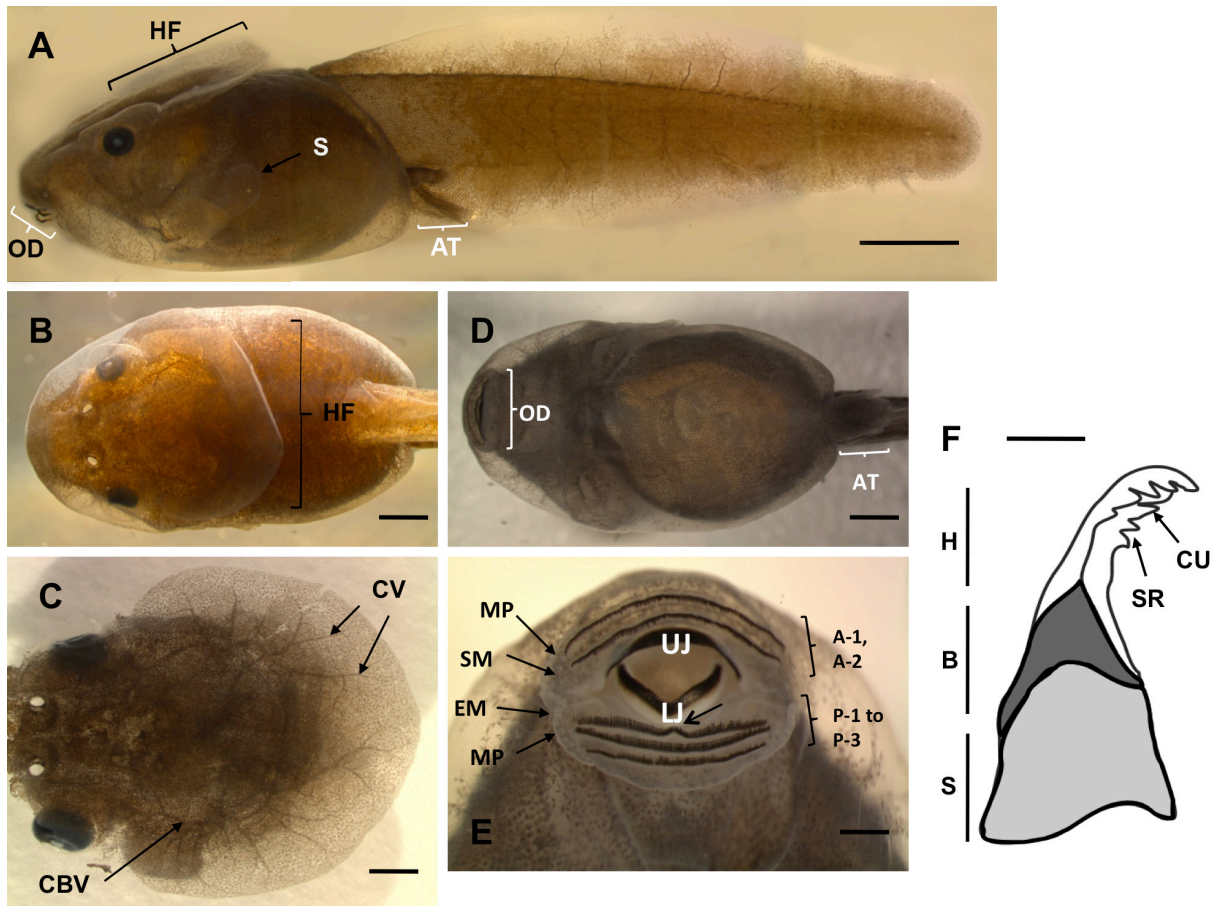 A
HF
S
OD
AT
B
HF
D
OD
AT
C
CV
CBV
MP
SM
EM
MP
UJ
LJ
A-1,
A-2
P-1 to
P-3
E
F
H
B
S
CU
SR